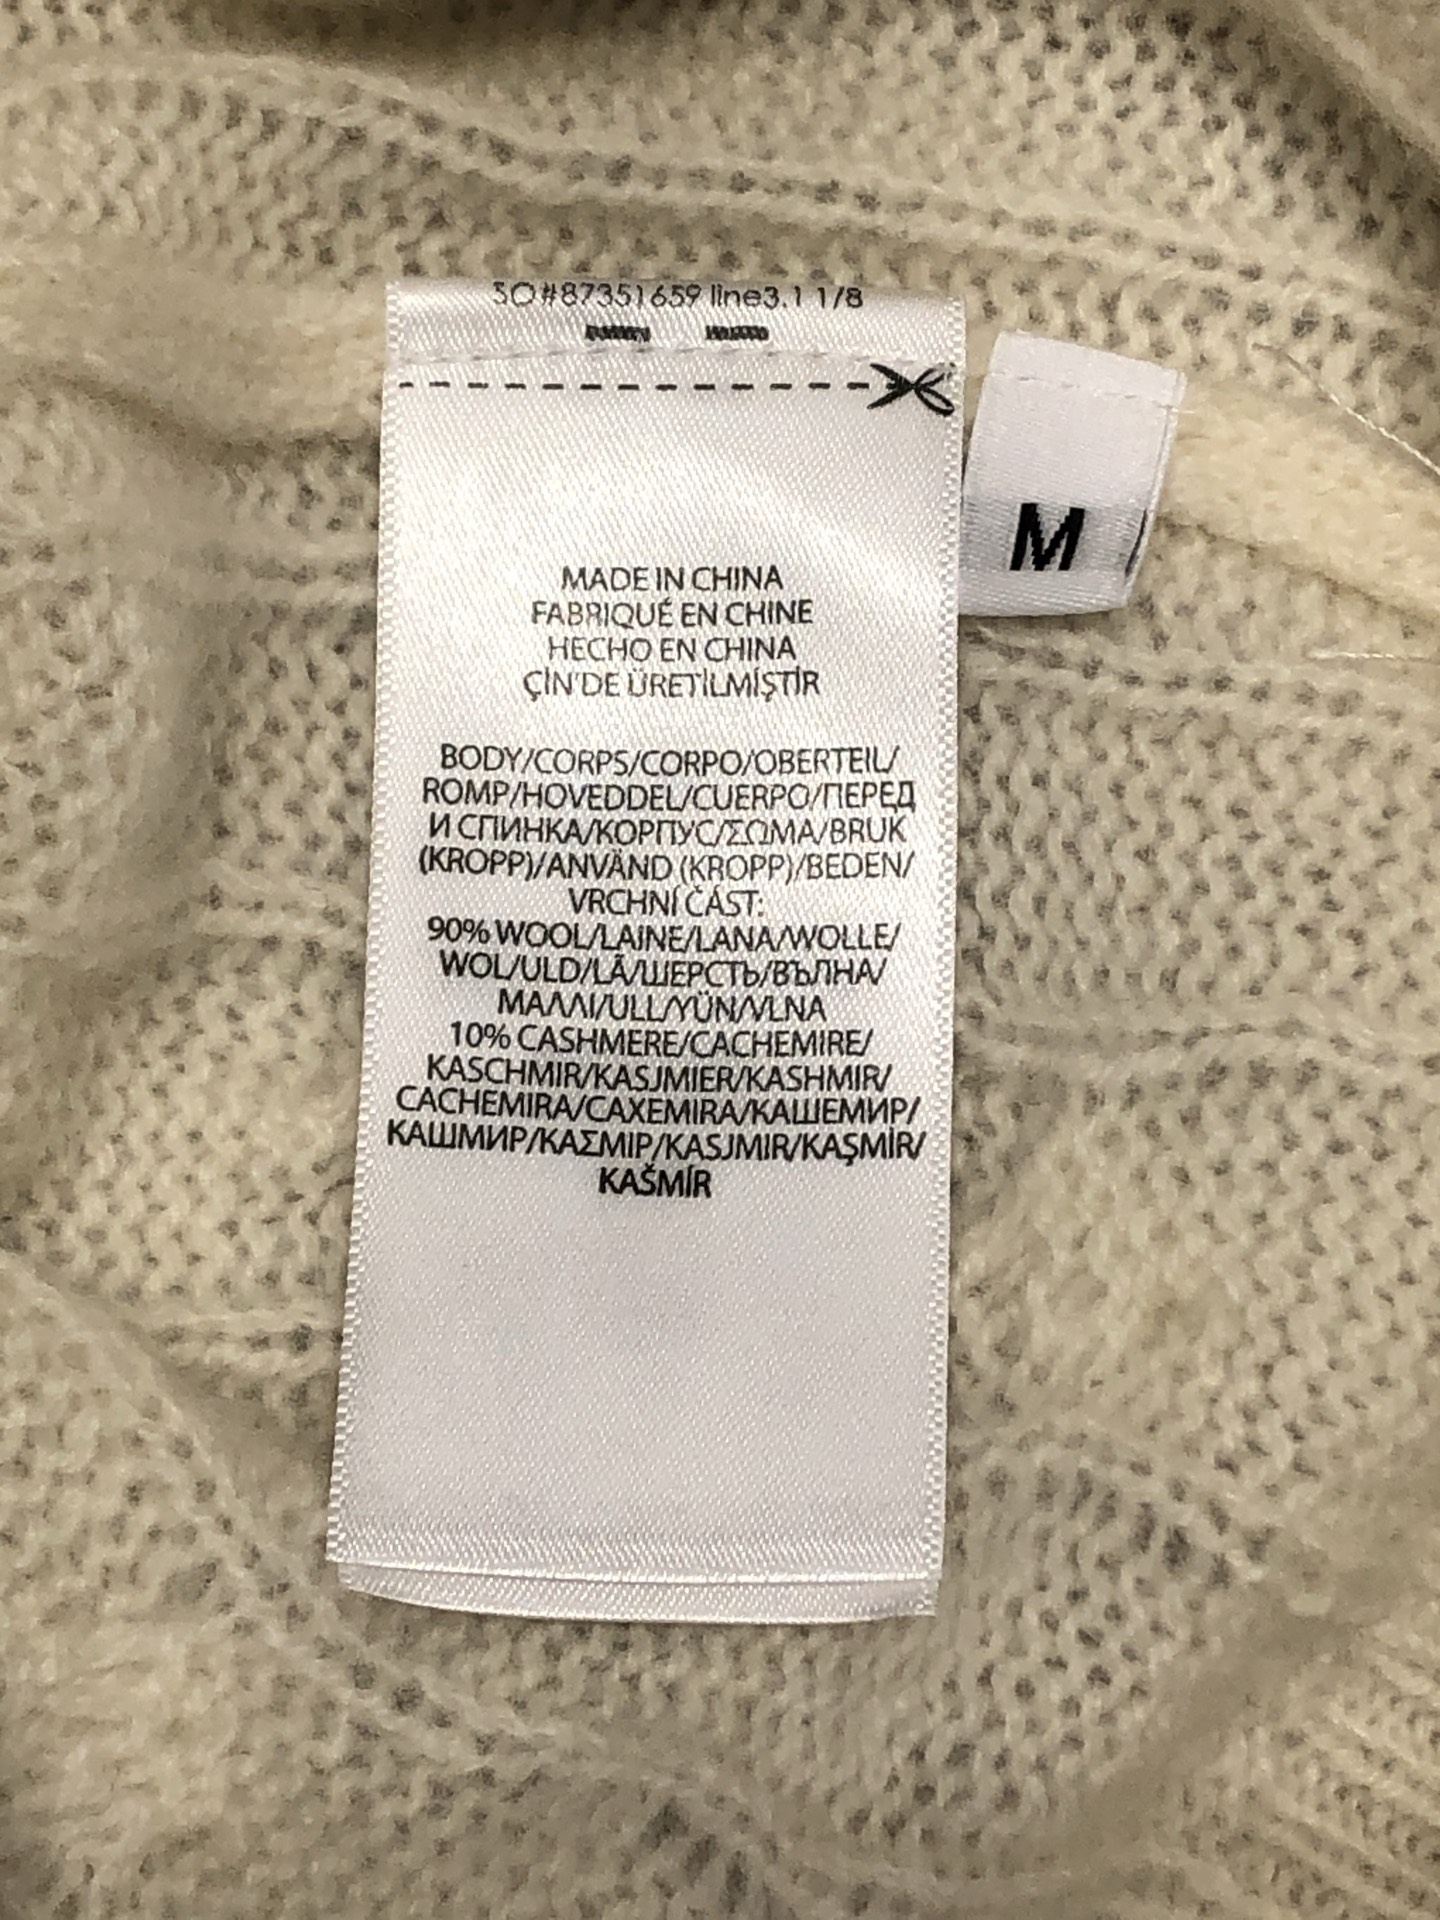 SO#87351659 line3.1 1/8
M
MADE IN CHINA
FABRIQUÉ EN CHINE
HECHO EN CHINA
ÇİN'DE ÜRETİLMİŞTİR
BODY/CORPS/CORPO/OBERTEIL/
ROMP/HOVEDDEL/CUERPO/ПЕРЕД
И СПИНКА/КОРПУС/ΣΩΜΑ/BRUK
(KROPP)/ANVÄND (KROPP)/BEDEN/
VRCHNÍ ČÁST:
90% WOOL/LAINE/LANA/WOLLE/
WOL/ULD/LÃ/ШЕРСТЬ/ВЪЛНА/
ΜΑΛΛΙ/ULL/YÜN/VLNA
10% CASHMERE/CACHEMIRE/
KASCHMIR/KASJMIER/KASHMIR/
CACHEMIRA/CAXEMIRA/КАШЕМИР/
КАШМИР/ΚΑΣΜΙΡ/KASJMIR/KAŞMİR/
KAŠMÍR